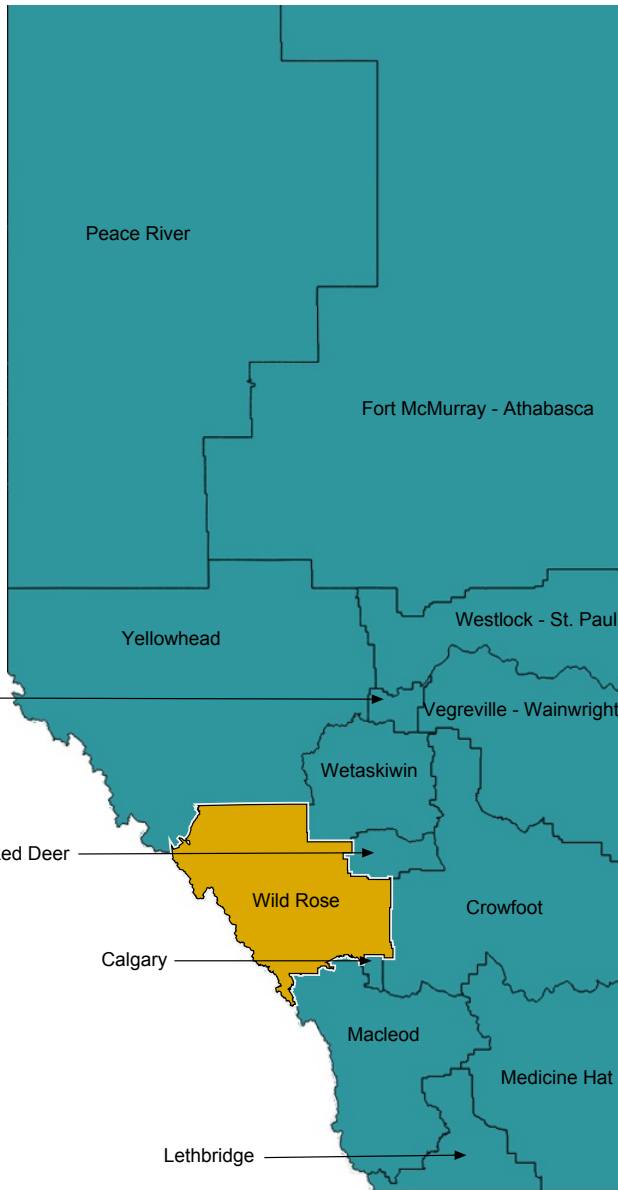 Peace River
Fort McMurray - Athabasca
Westlock - St. Paul
Yellowhead
Vegreville - Wainwright
Wetaskiwin
ed Deer
Wild Rose
Crowfoot
Calgary
Macleod
Medicine Hat
Lethbridge